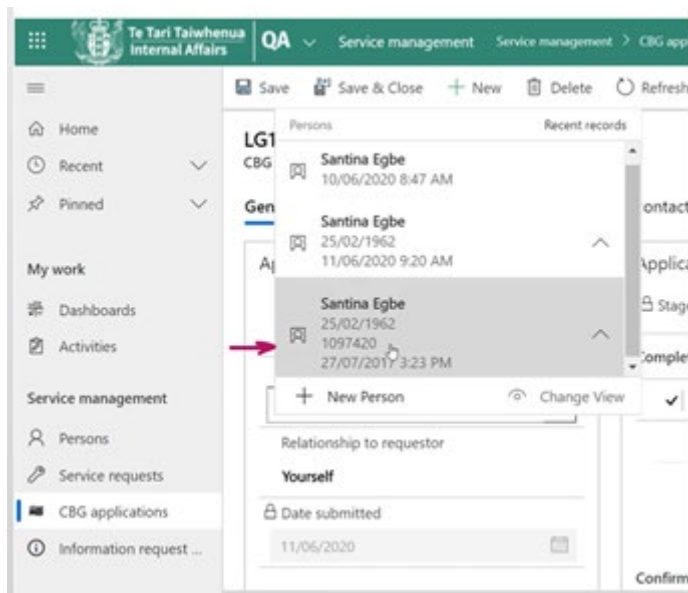 Te Tari Taiwhenua
Internal Affairs
QA
Service management
Service management > CBG app
Save
Save & Close
New
Delete
Refresh
Home
Recent
Pinned
My work
Dashboards
Activities
Service management
Persons
Service requests
CBG applications
Information request ...
LG1
CBG
Gen
Ap
Persons
Recent records
Santina Egbe
10/06/2020 8:47 AM
Santina Egbe
25/02/1962
11/06/2020 9:20 AM
Santina Egbe
25/02/1962
1097420
27/07/2017 3:23 PM
New Person
Change View
Relationship to requestor
Yourself
Date submitted
11/06/2020
ontact
Applica
Stage
Comple
Confirm